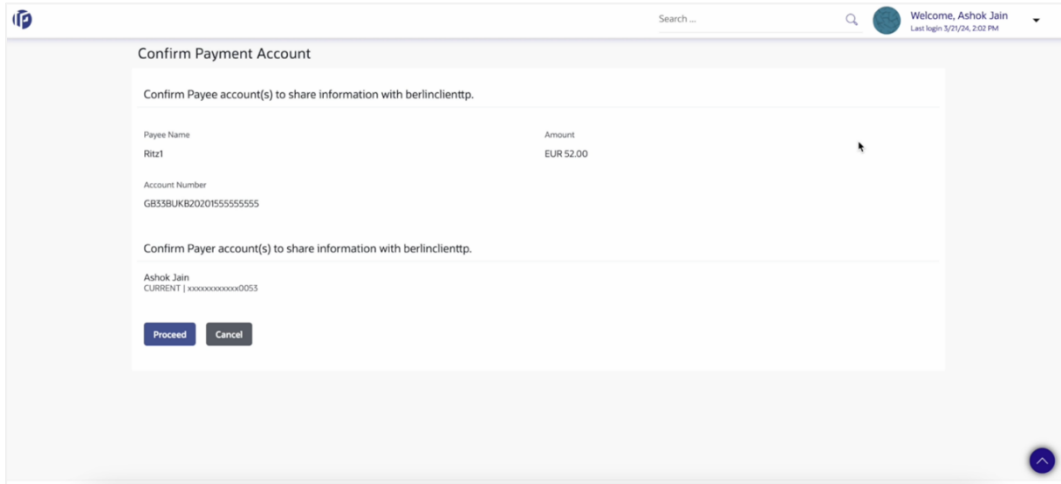 Search ...
Welcome, Ashok Jain
Last login 3/21/24, 2:02 PM
Confirm Payment Account
Confirm Payee account(s) to share information with berlinclienttp.
Payee Name
Amount
Ritz1
EUR 52.00
Account Number
GB33BUKB20201555555555
Confirm Payer account(s) to share information with berlinclienttp.
Ashok Jain
CURRENT | xxxxxxxxxxxx0053
Proceed
Cancel